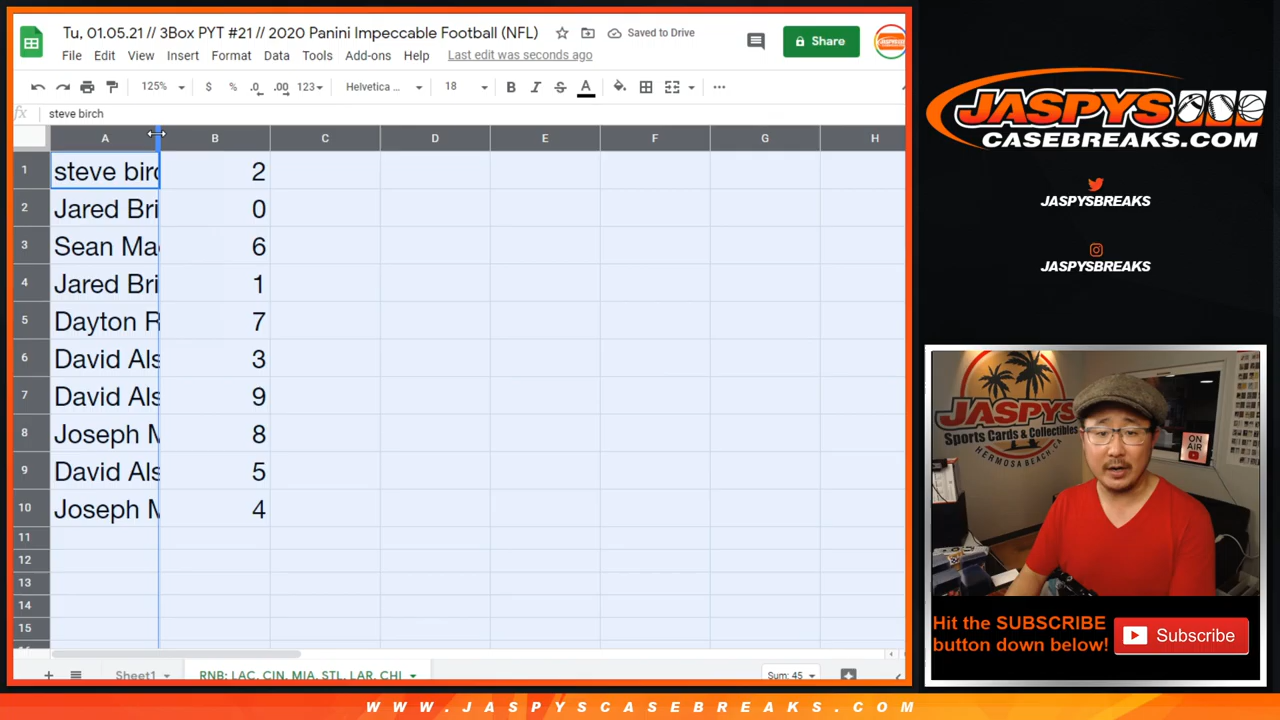 Tu, 01.05.21 // 3Box PYT #21 // 2020 Panini Impeccable Football (NFL)
Saved to Drive
Share
File Edit View Insert Format Data Tools Add-ons Help Last edit was seconds ago
125% $ % .0 .00 123 Helvetica ... 18 B I S A
fx steve birch
A B C D E F G H
1 steve birc 2
2 Jared Bri 0
3 Sean Ma 6
4 Jared Bri 1
5 Dayton R 7
6 David Als 3
7 David Als 9
8 Joseph M 8
9 David Als 5
10 Joseph M 4
11
12
13
14
15
Sheet1 RNB: LAC, CIN, MIA, STL, LAR, CHI Sum: 45
JASPYS
CASEBREAKS.COM
JASPYSBREAKS
JASPYSBREAKS
JASPYS
Sports Cards & Collectibles
HERMOSA BEACH, CA
ON
AIR
Hit the SUBSCRIBE
button down below!
Subscribe
WWW.JASPYSCASEBREAKS.COM